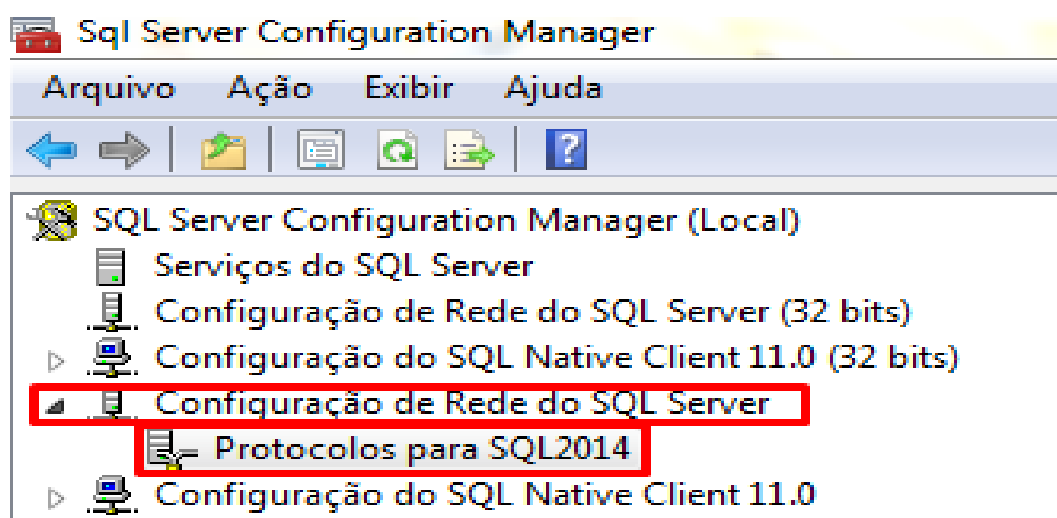 Sql Server Configuration Manager
Arquivo Ação Exibir Ajuda
?
SQL Server Configuration Manager (Local)
Serviços do SQL Server
Configuração de Rede do SQL Server (32 bits)
Configuração do SQL Native Client 11.0 (32 bits)
Configuração de Rede do SQL Server
Protocolos para SQL2014
Configuração do SQL Native Client 11.0